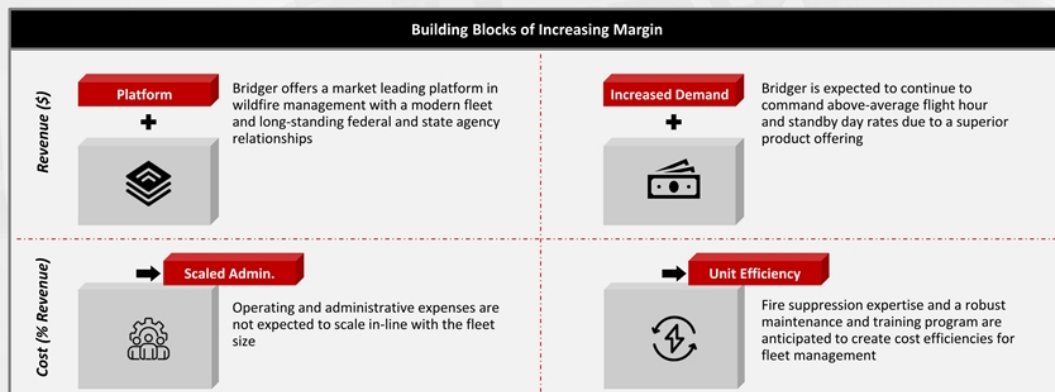 Building Blocks of Increasing Margin
Revenue ($)
Platform
Bridger offers a market leading platform in
wildfire management with a modern fleet
and long-standing federal and state agency
relationships
Increased Demand
Bridger is expected to continue to
command above-average flight hour
and standby day rates due to a superior
product offering
Cost (% Revenue)
Scaled Admin.
Operating and administrative expenses are
not expected to scale in-line with the fleet
size
Unit Efficiency
Fire suppression expertise and a robust
maintenance and training program are
anticipated to create cost efficiencies for
fleet management